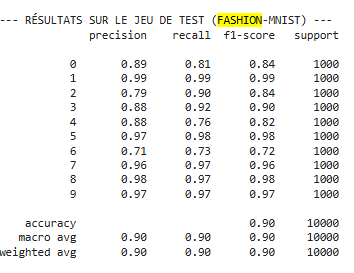 --- RÉSULTATS SUR LE JEU DE TEST (FASHION-MNIST) ---
precision recall f1-score support
0 0.89 0.81 0.84 1000
1 0.99 0.99 0.99 1000
2 0.79 0.90 0.84 1000
3 0.88 0.92 0.90 1000
4 0.88 0.76 0.82 1000
5 0.97 0.98 0.98 1000
6 0.71 0.73 0.72 1000
7 0.96 0.97 0.96 1000
8 0.98 0.97 0.98 1000
9 0.97 0.97 0.97 1000
accuracy 0.90 10000
macro avg 0.90 0.90 0.90 10000
weighted avg 0.90 0.90 0.90 10000